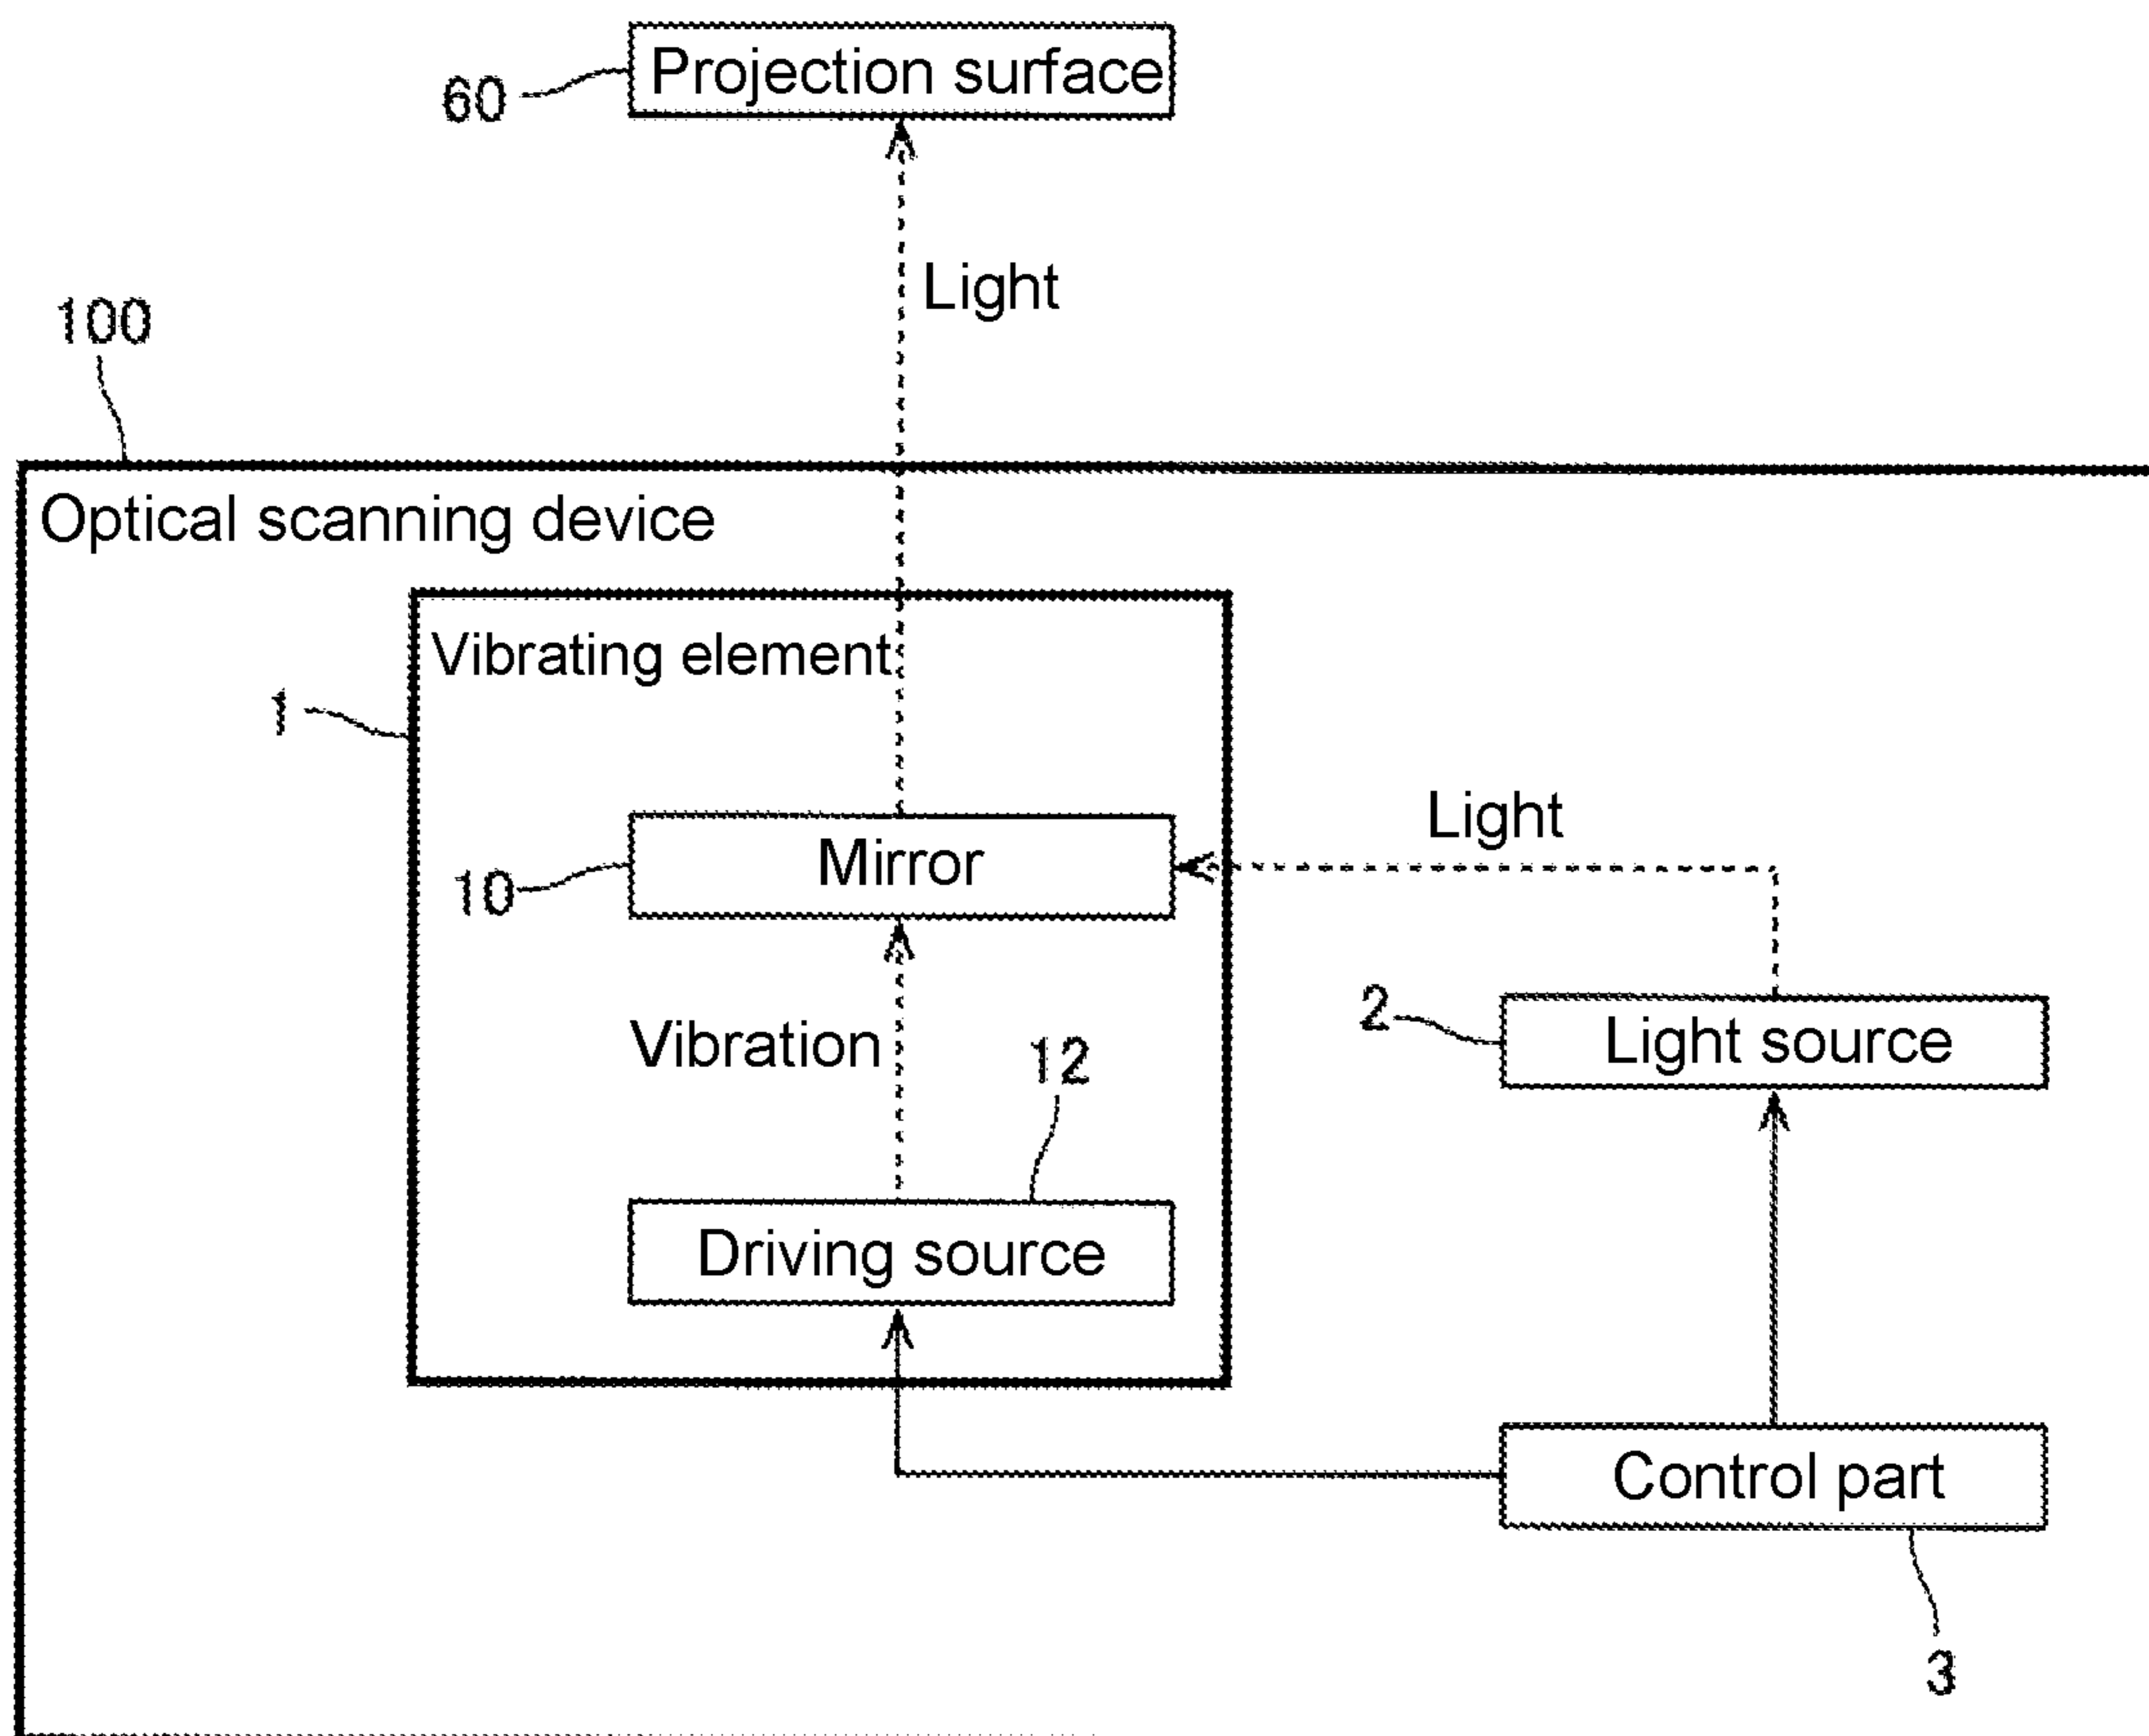 Projection surface
60
Light
100
Optical scanning device
Vibrating element
1
Light
Mirror
10
2
Light source
Vibration
12
Driving source
Control part
3